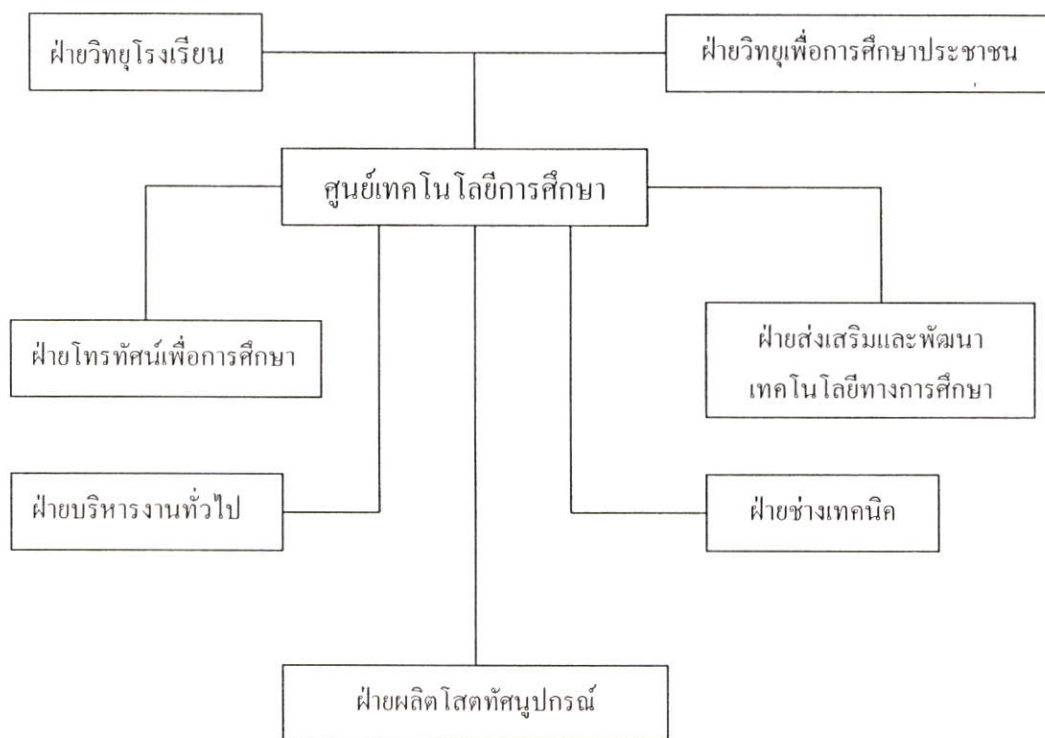 ฝ่ายวิทยุโรงเรียน
ฝ่ายวิทยุเพื่อการศึกษาประชาชน
ศูนย์เทคโนโลยีการศึกษา
ฝ่ายโทรทัศน์เพื่อการศึกษา
ฝ่ายส่งเสริมและพัฒนา
เทคโนโลยีทางการศึกษา
ฝ่ายบริหารงานทั่วไป
ฝ่ายช่างเทคนิค
ฝ่ายผลิตโสตทัศนูปกรณ์